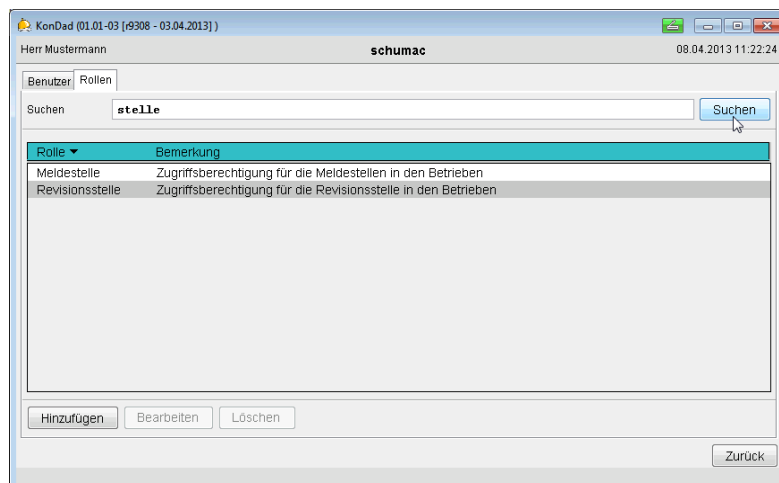 KonDad (01.01-03 [r9308 - 03.04.2013] )
Herr Mustermann schumac 08.04.2013 11:22:24
Benutzer Rollen
Suchen stelle Suchen
Rolle Bemerkung
Meldestelle Zugriffsberechtigung für die Meldestellen in den Betrieben
Revisionsstelle Zugriffsberechtigung für die Revisionsstelle in den Betrieben
Hinzufügen Bearbeiten Löschen
Zurück